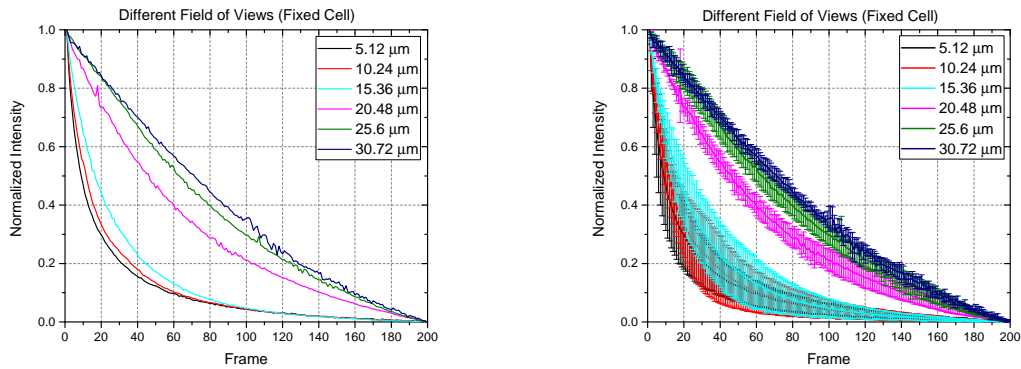 Different Field of Views (Fixed Cell)
1.0
0.8
0.6
0.4
0.2
0.0
Normalized Intensity
5.12 μm
10.24 μm
15.36 μm
20.48 μm
25.6 μm
30.72 μm
0 20 40 60 80 100 120 140 160 180 200
Frame
Different Field of Views (Fixed Cell)
1.0
0.8
0.6
0.4
0.2
0.0
Normalized Intensity
5.12 μm
10.24 μm
15.36 μm
20.48 μm
25.6 μm
30.72 μm
0 20 40 60 80 100 120 140 160 180 200
Frame